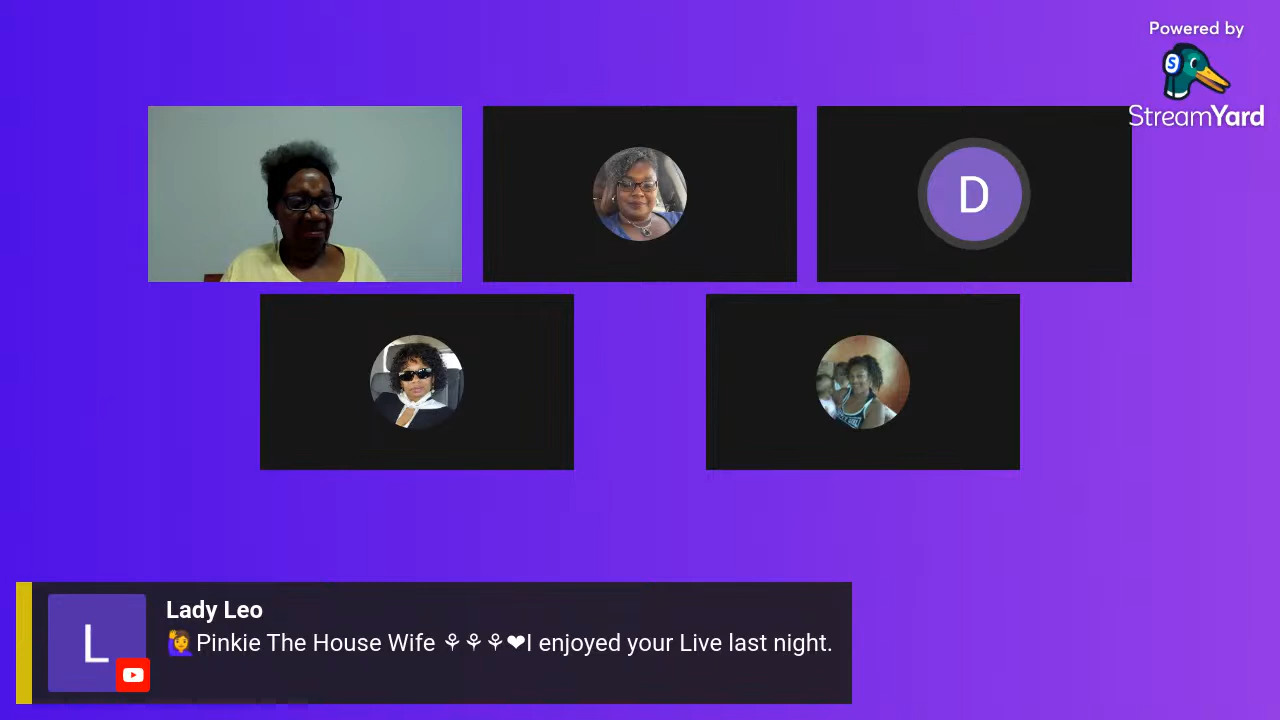 Powered by
S
StreamYard
D
L
Lady Leo
🙋Pinkie The House Wife ⚘⚘⚘❤I enjoyed your Live last night.